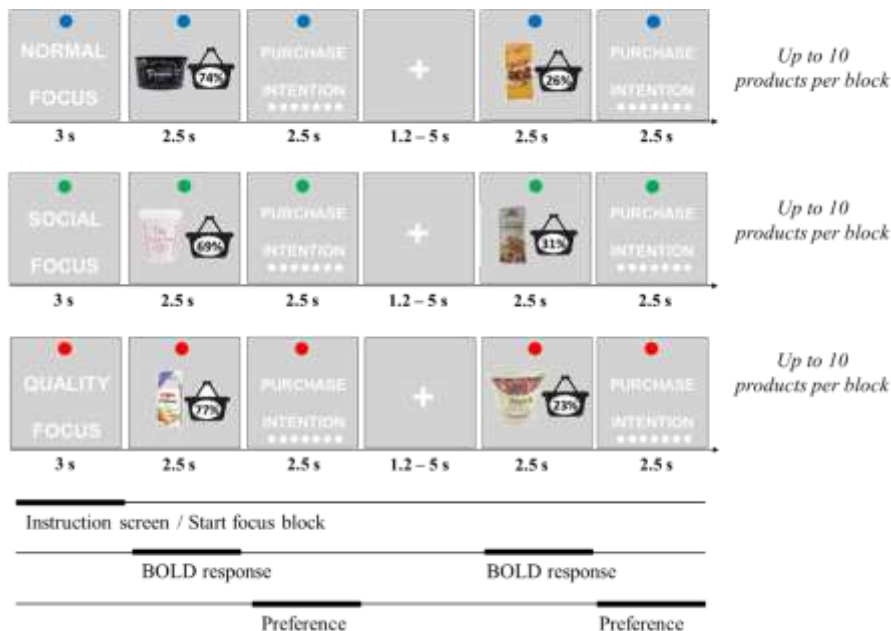 NORMAL
FOCUS
74%
PURCHASE
INTENTION
26%
PURCHASE
INTENTION
Up to 10
products per block
3 s
2.5 s
2.5 s
1.2 – 5 s
2.5 s
2.5 s
SOCIAL
FOCUS
69%
PURCHASE
INTENTION
31%
PURCHASE
INTENTION
Up to 10
products per block
3 s
2.5 s
2.5 s
1.2 – 5 s
2.5 s
2.5 s
QUALITY
FOCUS
77%
PURCHASE
INTENTION
23%
PURCHASE
INTENTION
Up to 10
products per block
3 s
2.5 s
2.5 s
1.2 – 5 s
2.5 s
2.5 s
Instruction screen / Start focus block
BOLD response
BOLD response
Preference
Preference